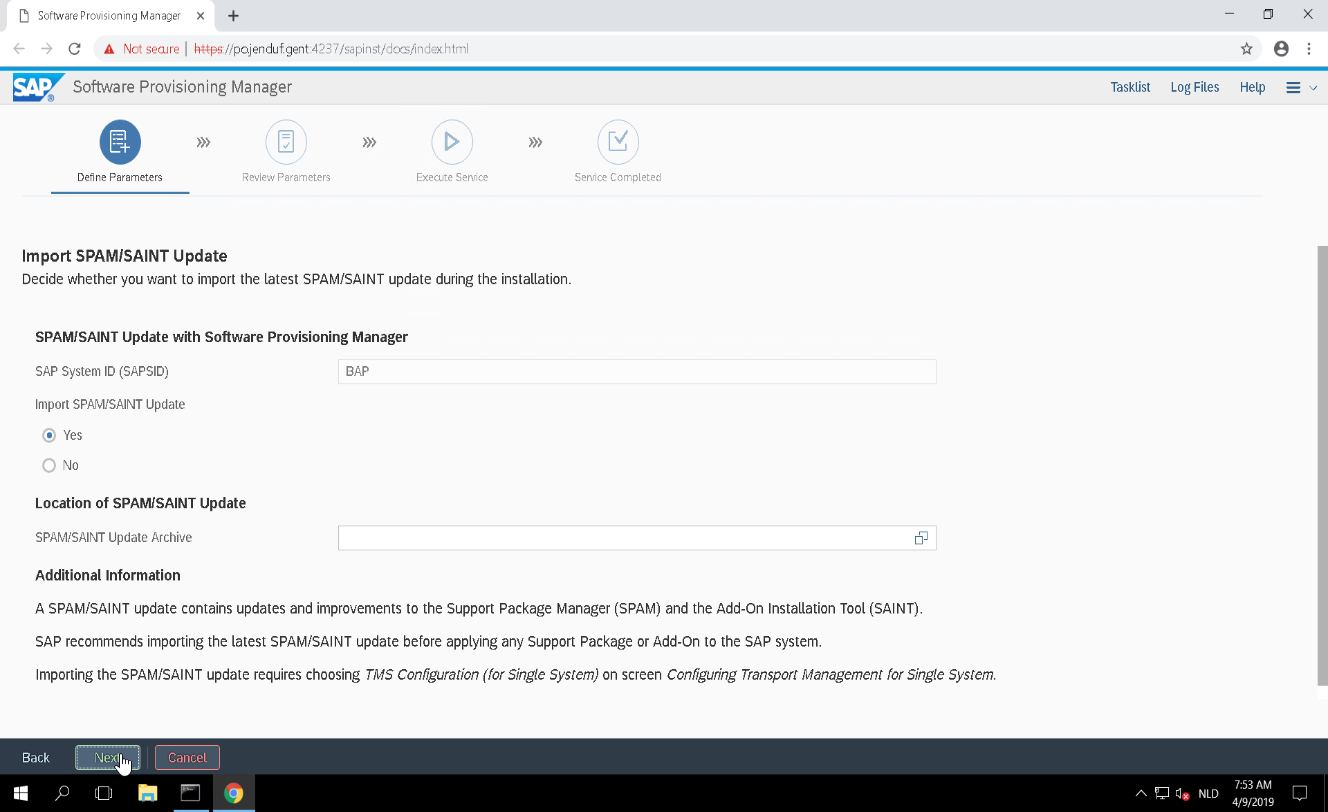 Software Provisioning Manager
Not secure | https://pojenduf.gent:4237/sapinst/docs/index.html
SAP Software Provisioning Manager
Tasklist Log Files Help
Define Parameters Review Parameters Execute Service Service Completed
Import SPAM/SAINT Update
Decide whether you want to import the latest SPAM/SAINT update during the installation.
SPAM/SAINT Update with Software Provisioning Manager
SAP System ID (SAPSID) BAP
Import SPAM/SAINT Update
Yes
No
Location of SPAM/SAINT Update
SPAM/SAINT Update Archive
Additional Information
A SPAM/SAINT update contains updates and improvements to the Support Package Manager (SPAM) and the Add-On Installation Tool (SAINT).
SAP recommends importing the latest SPAM/SAINT update before applying any Support Package or Add-On to the SAP system.
Importing the SPAM/SAINT update requires choosing TMS Configuration (for Single System) on screen Configuring Transport Management for Single System.
Back Next Cancel
NLD
7:53 AM
4/9/2019